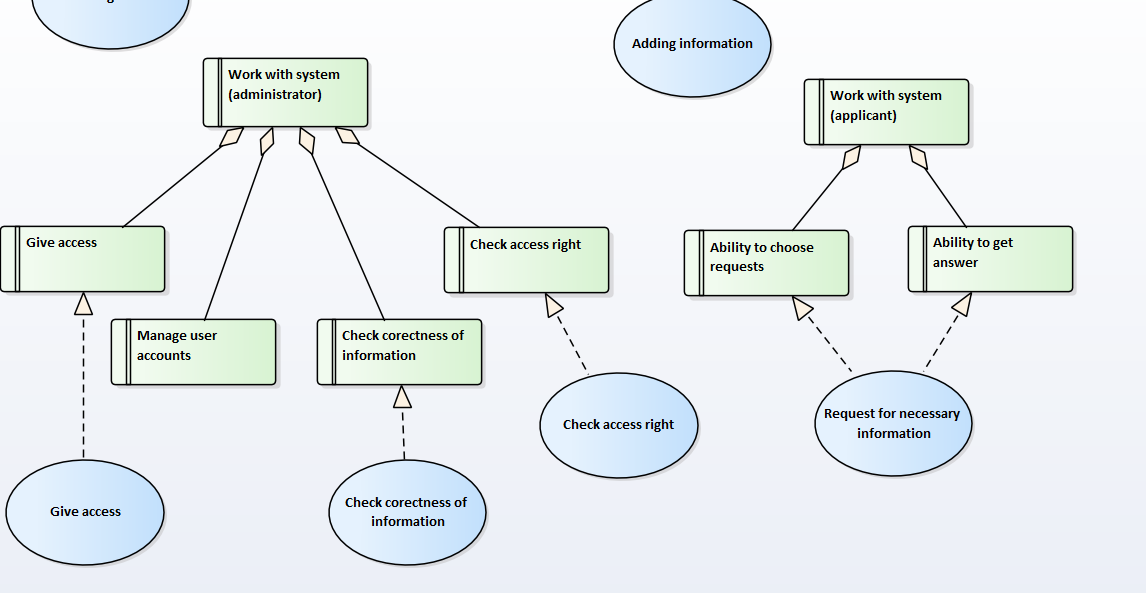 Adding information
Work with system
(administrator)
Work with system
(applicant)
Give access
Check access right
Ability to choose
requests
Ability to get
answer
Manage user
accounts
Check corectness of
information
Check access right
Request for necessary
information
Give access
Check corectness of
information